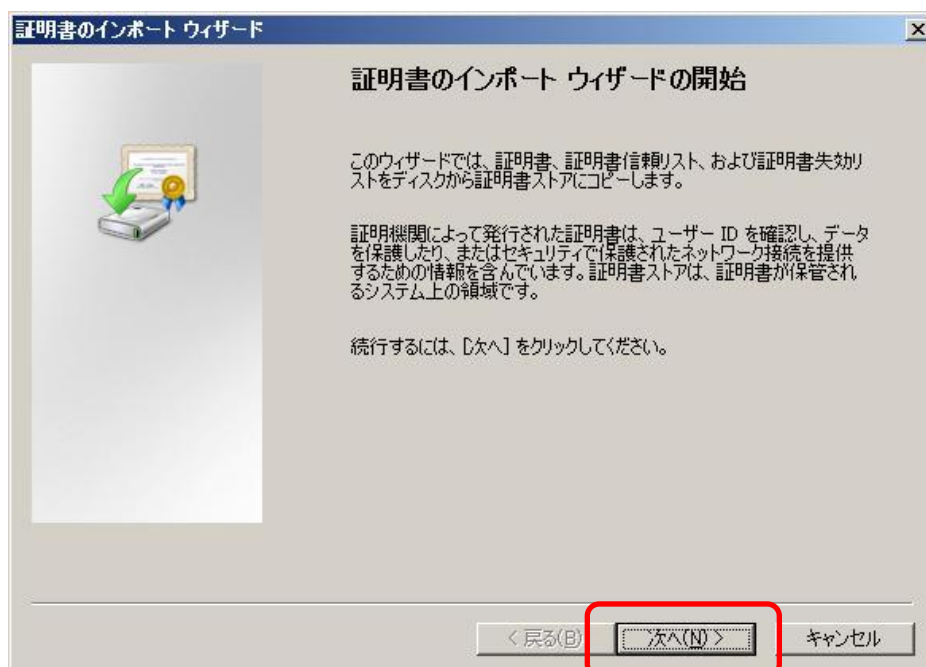 証明書のインポート ウィザード
証明書のインポート ウィザードの開始
このウィザードでは、証明書、証明書信頼リスト、および証明書失効リ
ストをディスクから証明書ストアにコピーします。
証明機関によって発行された証明書は、ユーザー ID を確認し、データ
を保護したり、またはセキュリティで保護されたネットワーク接続を提供
するための情報を含んでいます。証明書ストアは、証明書が保管され
るシステム上の領域です。
続行するには、[次へ] をクリックしてください。
< 戻る(B) 次へ(N) > キャンセル